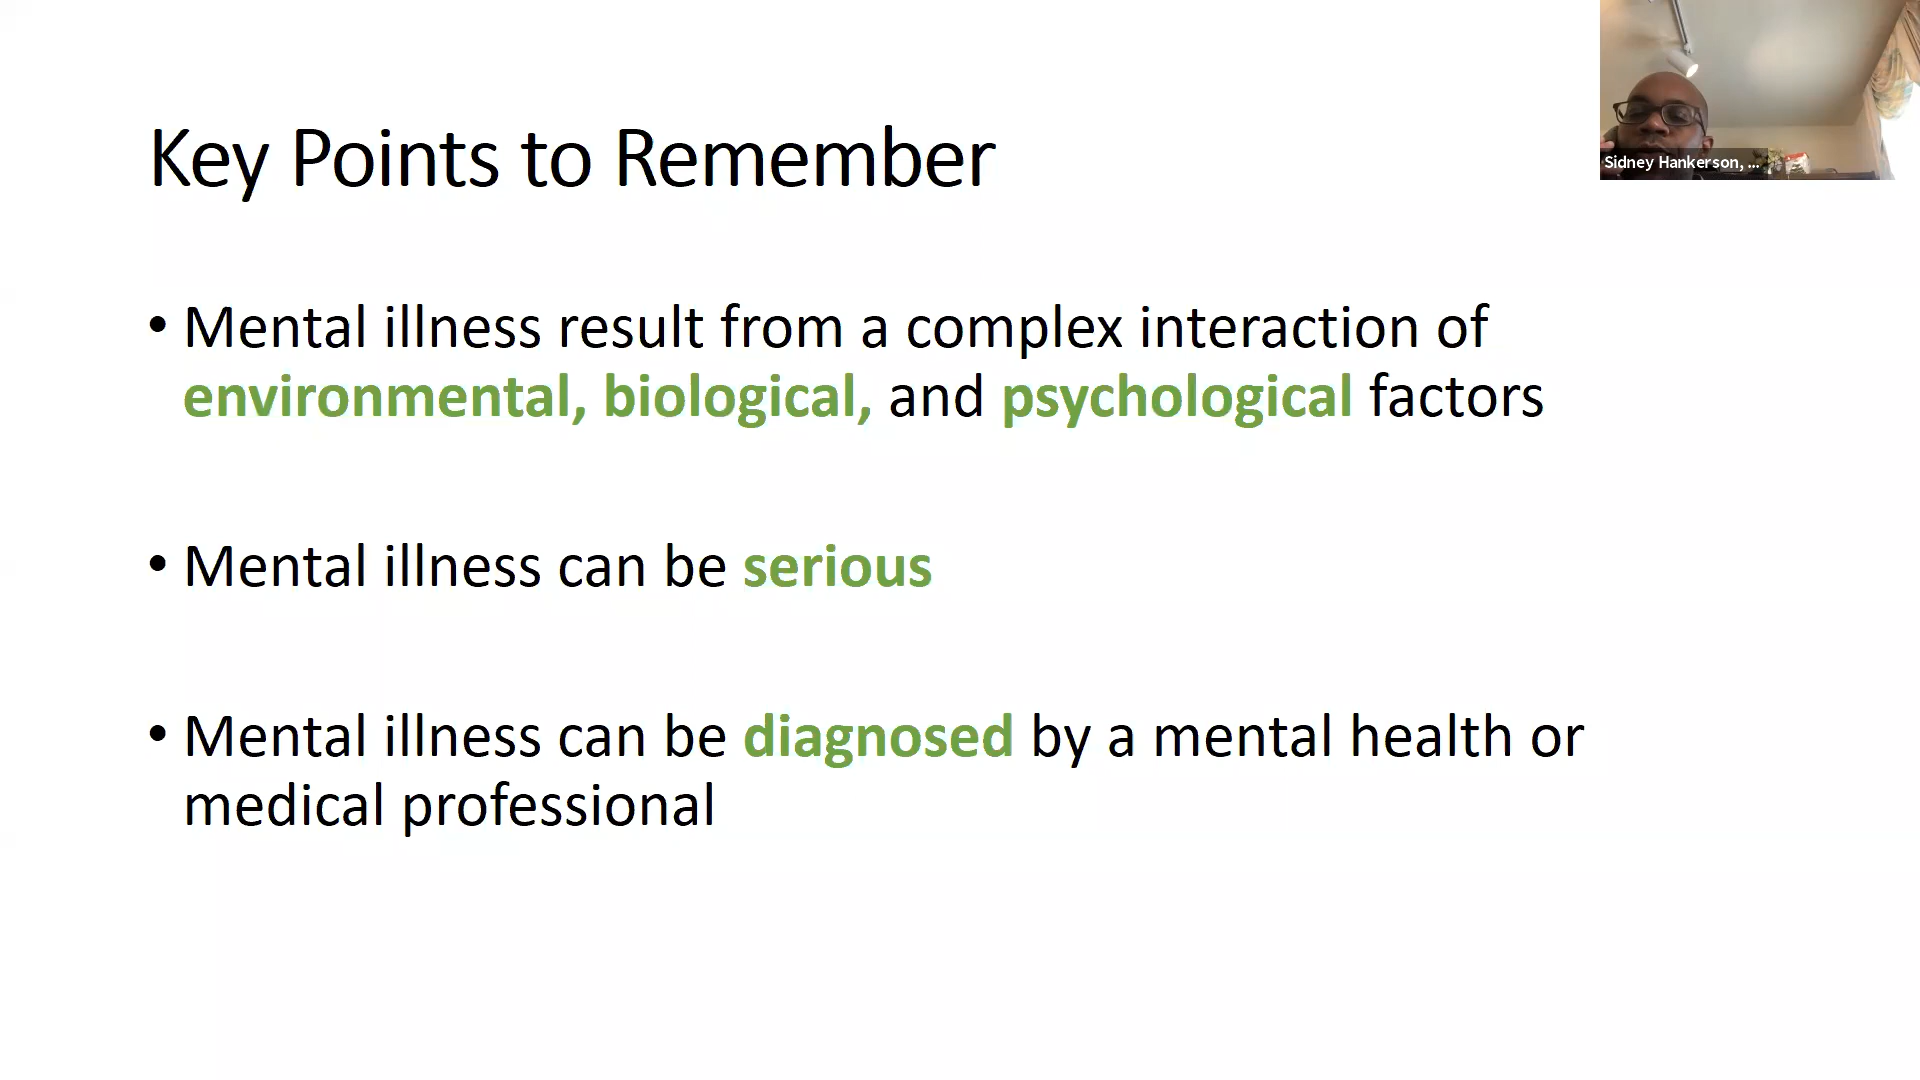 Key Points to Remember
Sidney Hankerson, ...
• Mental illness result from a complex interaction of
environmental, biological, and psychological factors
• Mental illness can be serious
• Mental illness can be diagnosed by a mental health or
medical professional